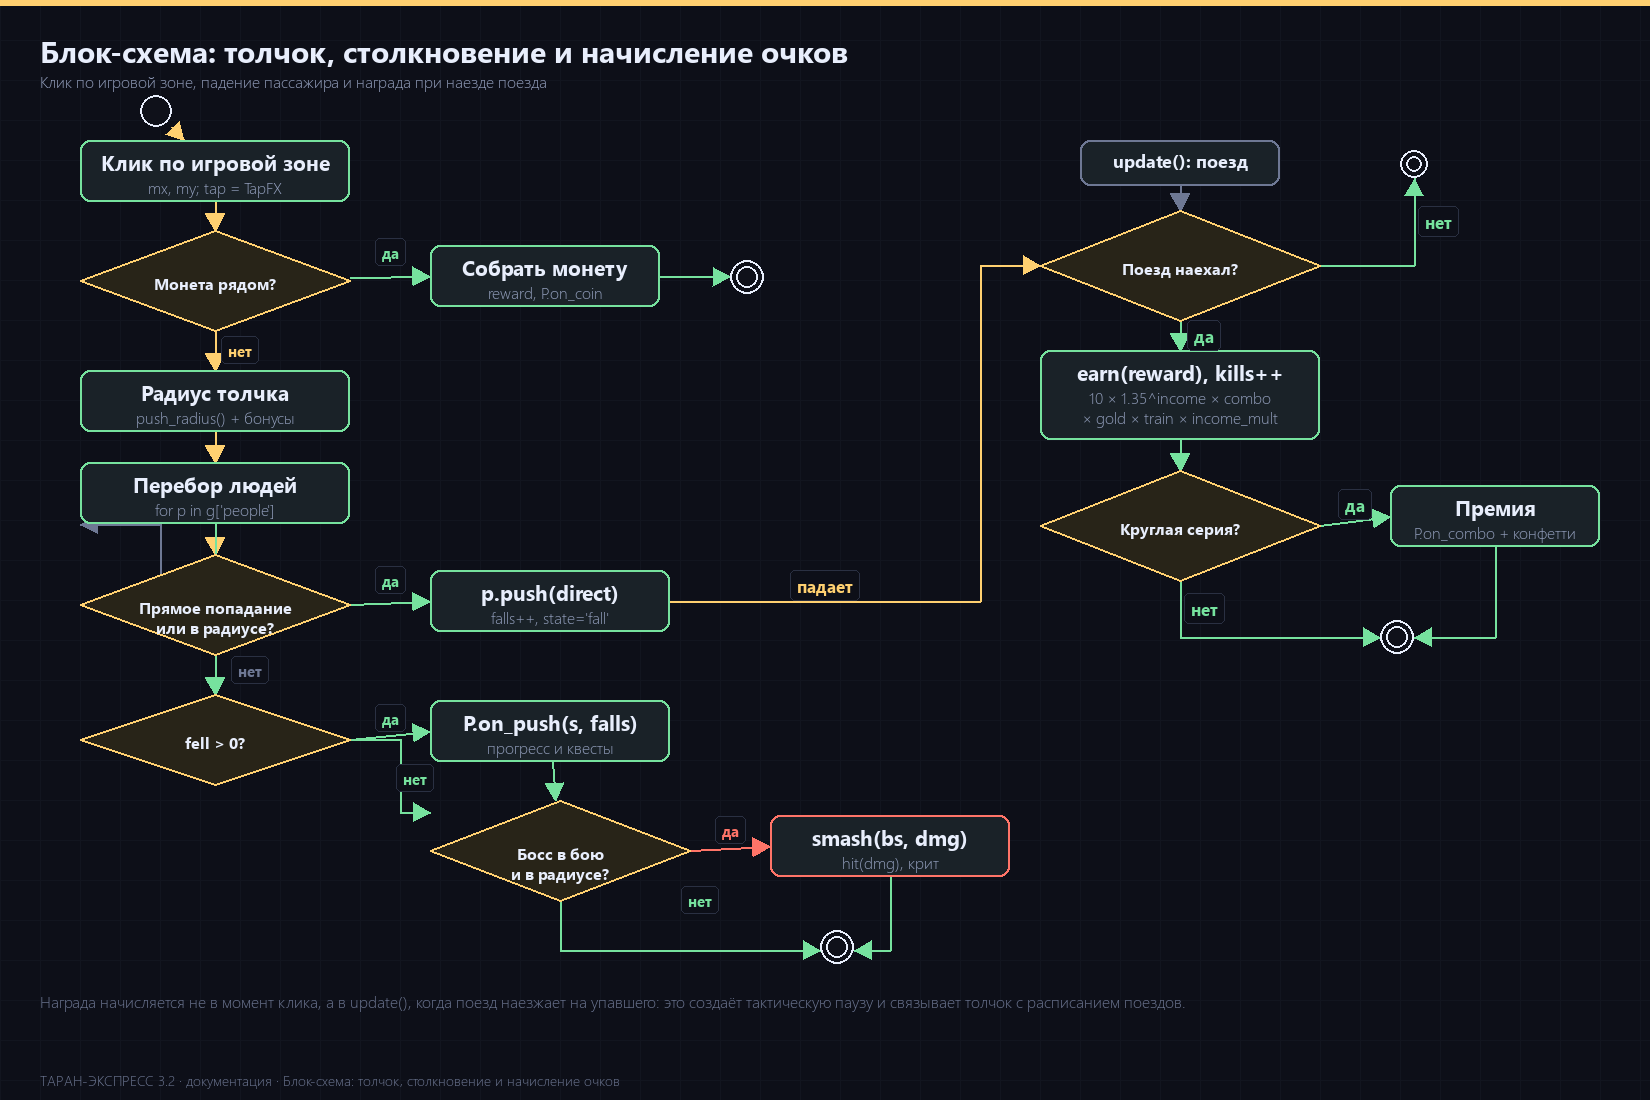 Блок-схема: толчок, столкновение и начисление очков
Клик по игровой зоне, падение пассажира и награда при наезде поезда
Клик по игровой зоне
mx, my; tap = TapFX
Монета рядом?
да
Собрать монету
reward, P.on_coin
нет
Радиус толчка
push_radius() + бонусы
Перебор людей
for p in g['people']
Прямое попадание
или в радиусе?
да
p.push(direct)
falls++, state='fall'
падает
нет
fell > 0?
да
P.on_push(s, falls)
прогресс и квесты
нет
Босс в бою
и в радиусе?
да
smash(bs, dmg)
hit(dmg), крит
нет
update(): поезд
Поезд наехал?
нет
да
earn(reward), kills++
10 × 1.35^income × combo
× gold × train × income_mult
Круглая серия?
да
Премия
P.on_combo + конфетти
нет
Награда начисляется не в момент клика, а в update(), когда поезд наезжает на упавшего: это создаёт тактическую паузу и связывает толчок с расписанием поездов.
ТАРАН-ЭКСПРЕСС 3.2 · документация · Блок-схема: толчок, столкновение и начисление очков